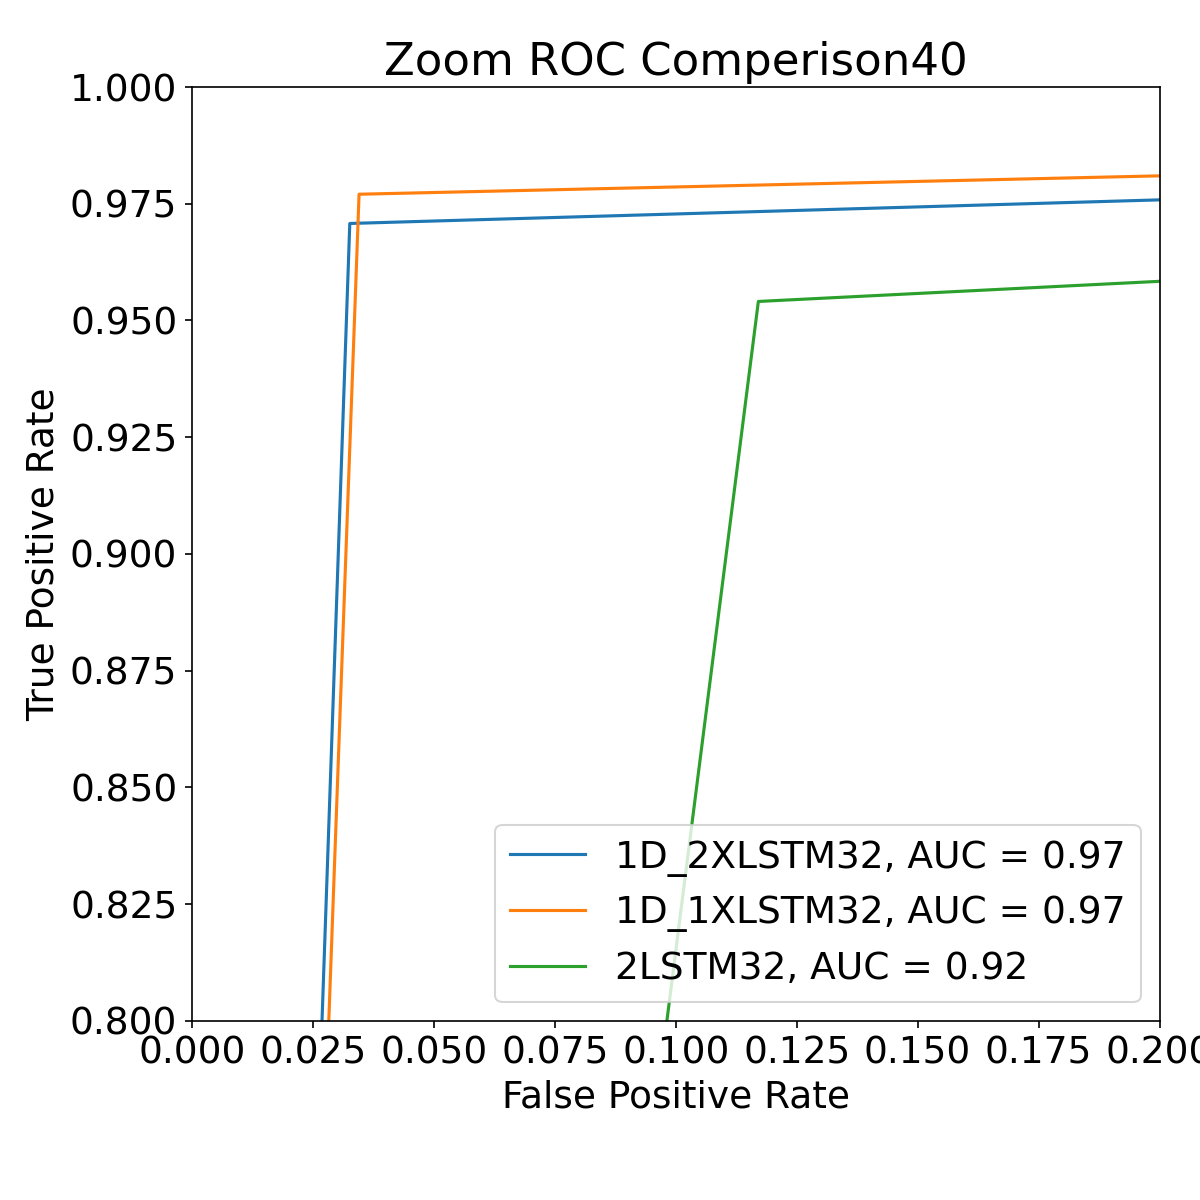 Zoom ROC Comperison40
1.000
0.975
0.950
0.925
0.900
0.875
0.850
0.825
0.800
True Positive Rate
1D_2XLSTM32, AUC = 0.97
1D_1XLSTM32, AUC = 0.97
2LSTM32, AUC = 0.92
0.000 0.025 0.050 0.075 0.100 0.125 0.150 0.175 0.200
False Positive Rate